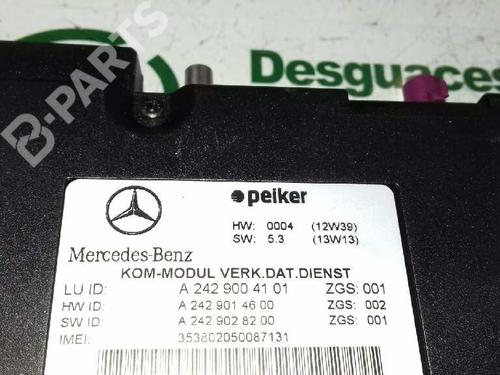 Desguaces
B-PARTS
peiker
HW: 0004 (12W39)
SW: 5.3 (13W13)
Mercedes-Benz
KOM-MODUL VERK.DAT.DIENST
LU ID: A 242 900 41 01 ZGS: 001
HW ID: A 242 901 46 00 ZGS: 002
SW ID: A 242 902 82 00 ZGS: 001
IMEI: 353802050087131